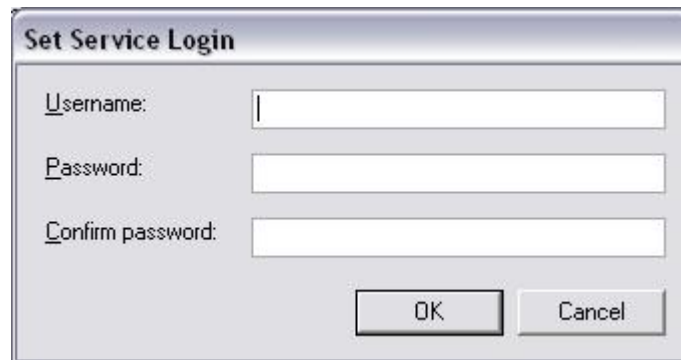 Set Service Login
Username:
Password:
Confirm password:
OK Cancel